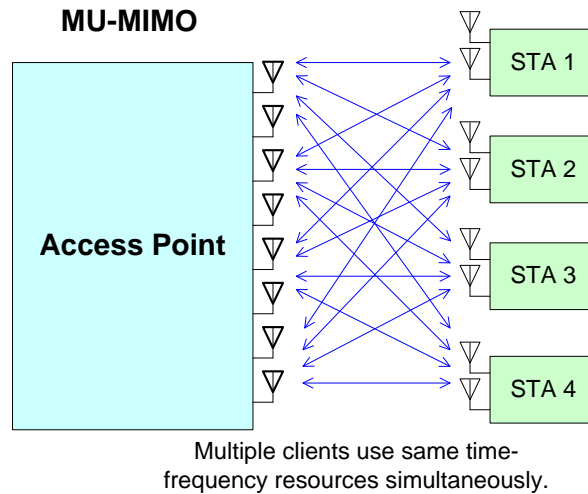 MU-MIMO
Access Point
STA 1
STA 2
STA 3
STA 4
Multiple clients use same time-
frequency resources simultaneously.